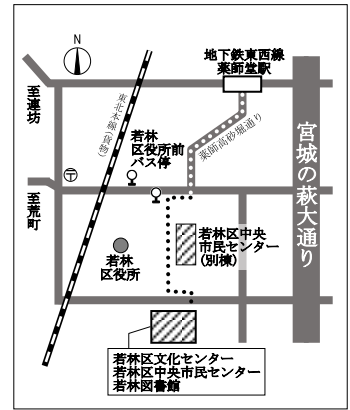 N
地下鉄東西線
薬師堂駅
至連坊
東北本線(貨物)
薬師高砂堀通り
宮城の萩大通り
若林
区役所前
バス停
〒
至荒町
若林区中央
市民センター
(別棟)
若林
区役所
若林区文化センター
若林区中央市民センター
若林図書館